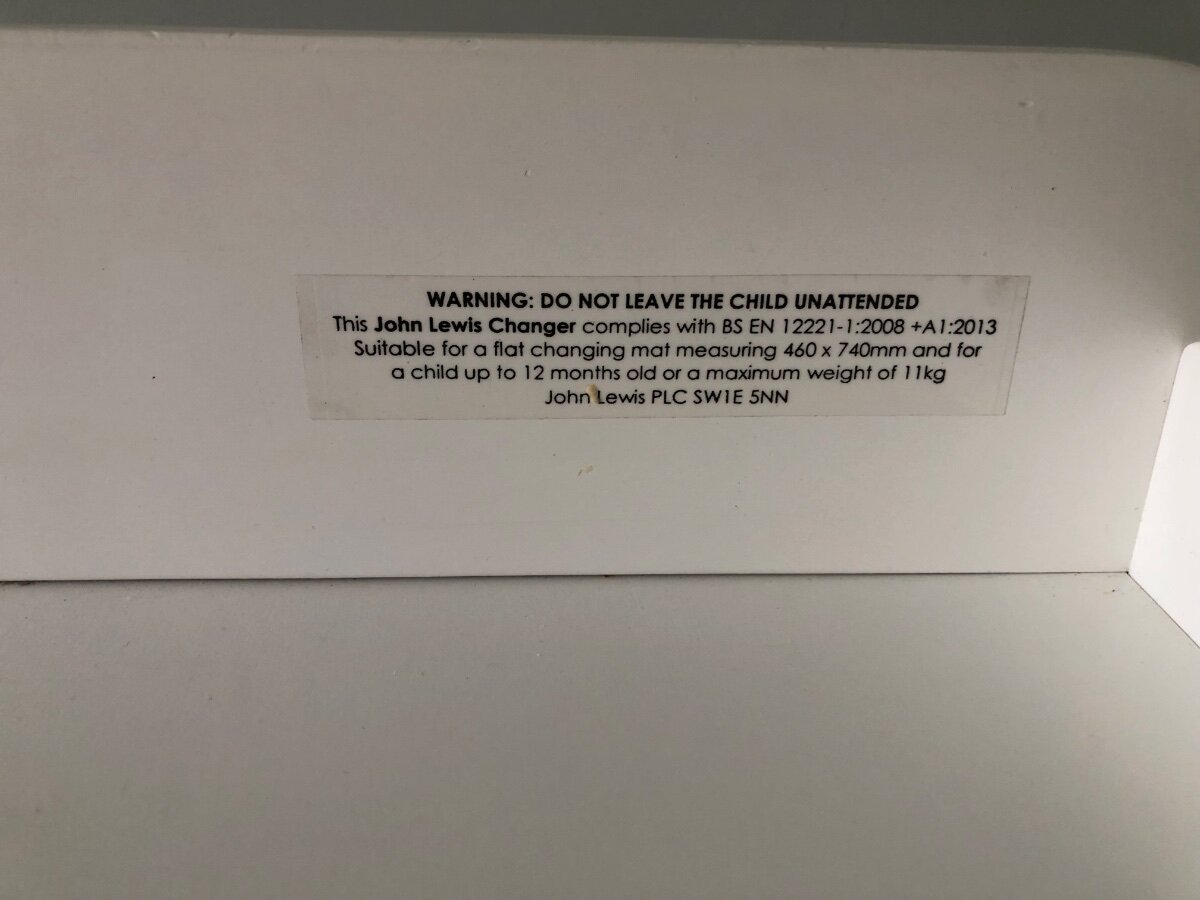 WARNING: DO NOT LEAVE THE CHILD UNATTENDED
This John Lewis Changer complies with BS EN 12221-1:2008 +A1:2013
Suitable for a flat changing mat measuring 460 x 740mm and for
a child up to 12 months old or a maximum weight of 11kg
John Lewis PLC SW1E 5NN